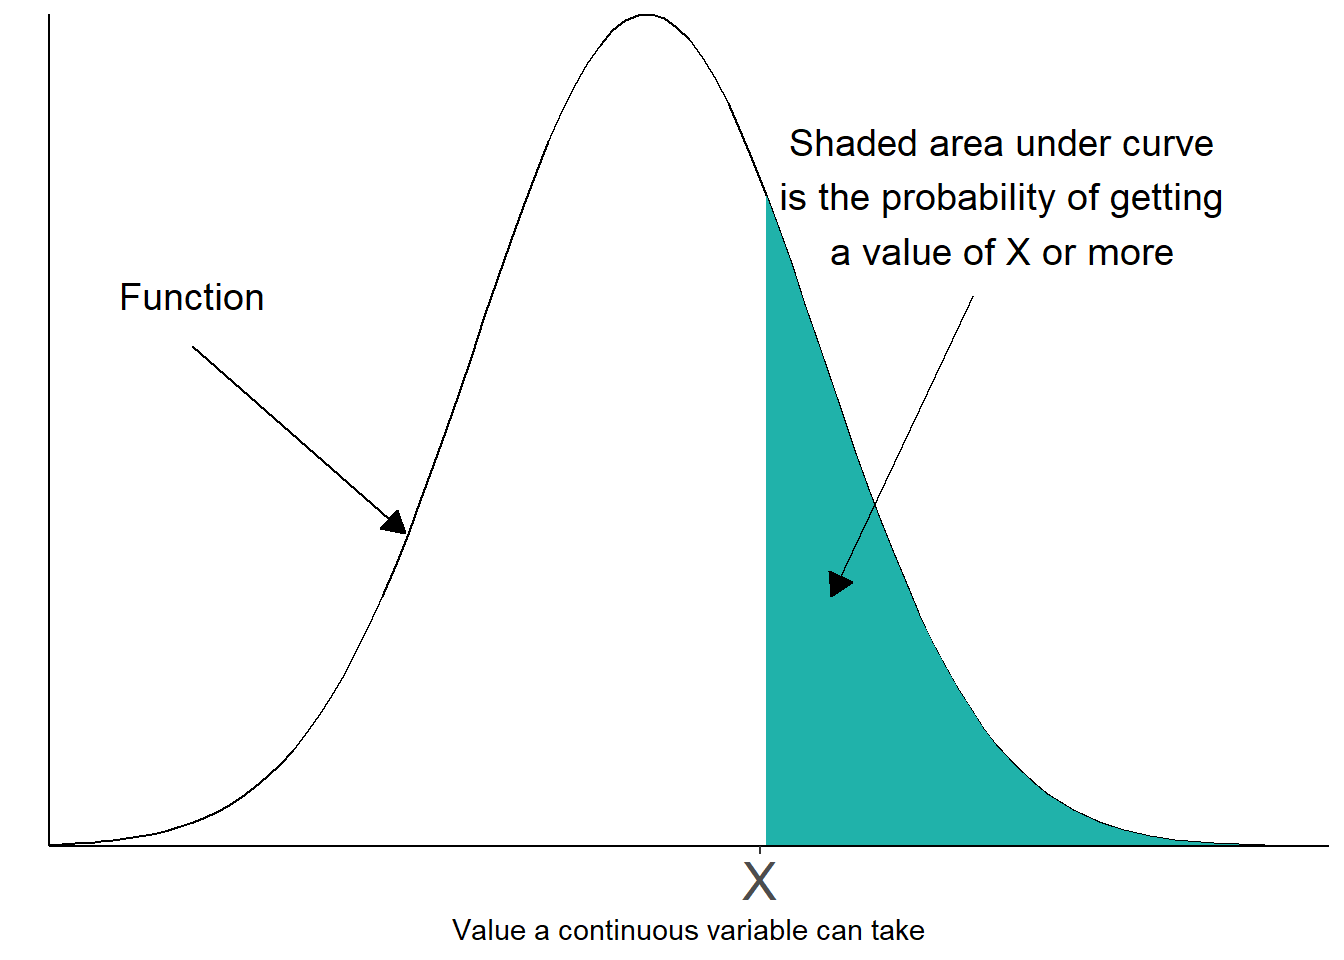 Shaded area under curve
is the probability of getting
a value of X or more
Function
X
Value a continuous variable can take